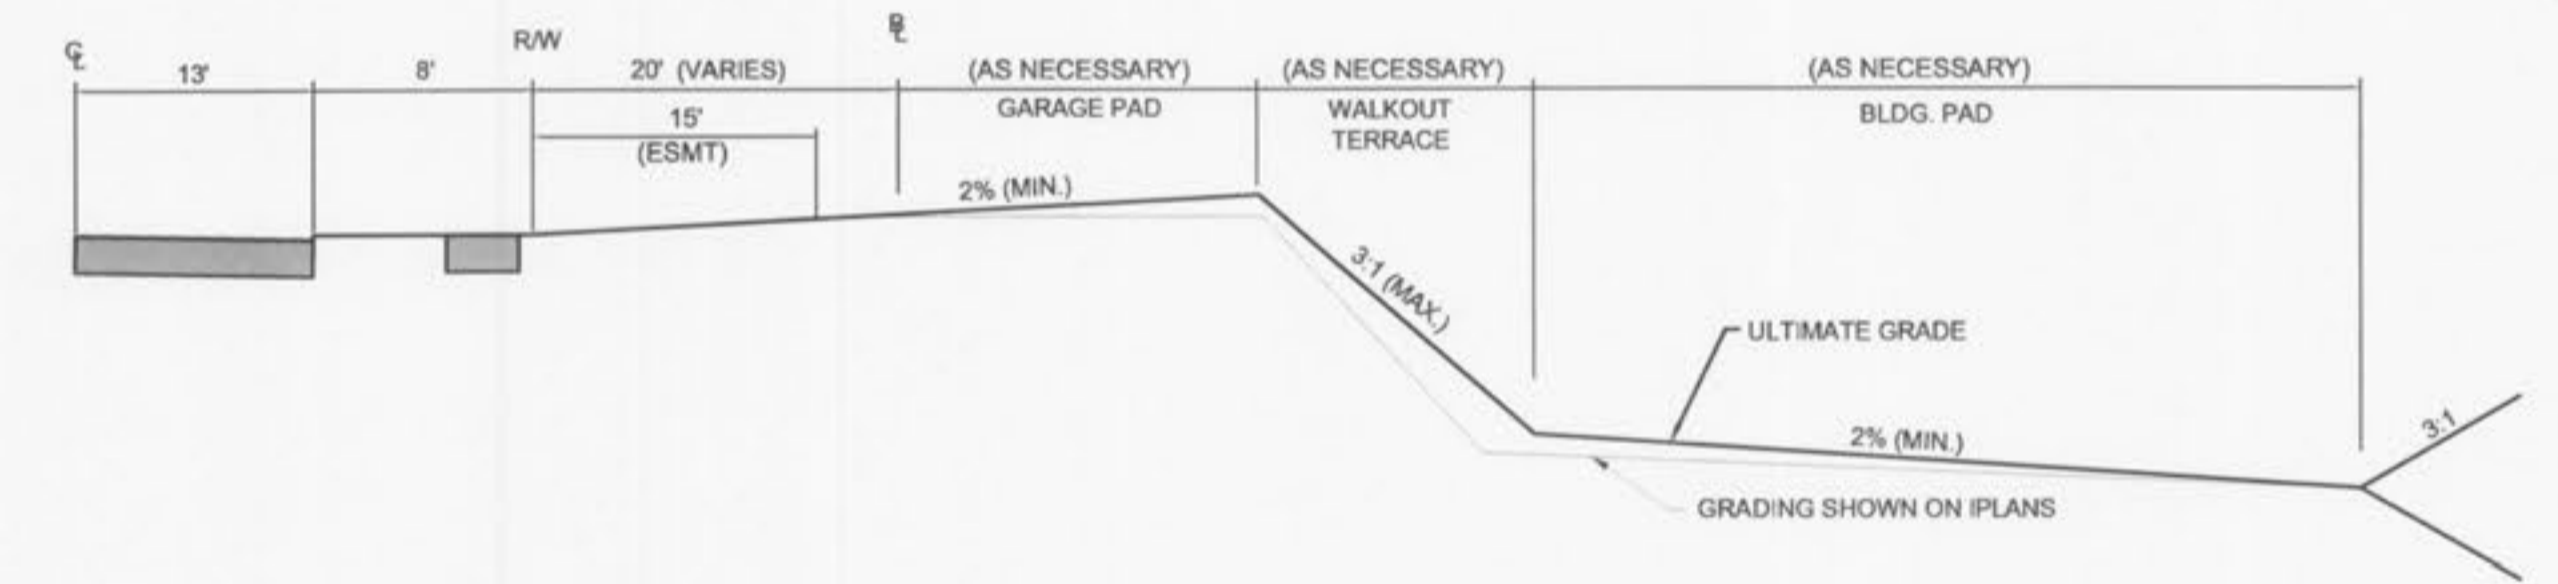 ℄
13'
8'
R/W
20' (VARIES)
15'
(ESMT)
(AS NECESSARY)
GARAGE PAD
(AS NECESSARY)
WALKOUT
TERRACE
(AS NECESSARY)
BLDG. PAD
2% (MIN.)
3:1 (MAX.)
ULTIMATE GRADE
2% (MIN.)
3:1
GRADING SHOWN ON IPLANS